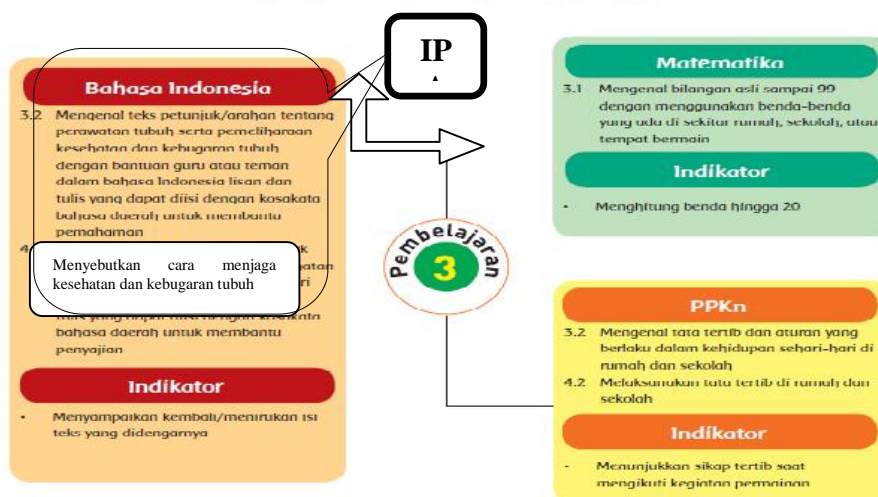 IP
Bahasa Indonesia
3.2 Mengenal teks petunjuk/arahan tentang
perawatan tubuh serta pemeliharaan
kesehatan dan kebugaran tubuh
dengan bantuan guru atau teman
dalam bahasa Indonesia lisan dan
tulis yang dapat diisi dengan kosakata
bahasa daerah untuk membantu
pemahaman
Menyebutkan cara menjaga
kesehatan dan kebugaran tubuh
tulis yang dapat diisi dengan kosakata
bahasa daerah untuk membantu
penyajian
Indikator
• Menyampaikan kembali/menirukan isi
teks yang didengarnya
Pembelajaran
3
Matematika
3.1 Mengenal bilangan asli sampai 99
dengan menggunakan benda-benda
yang ada di sekitar rumah, sekolah, atau
tempat bermain
Indikator
• Menghitung benda hingga 20
PPKn
3.2 Mengenal tata tertib dan aturan yang
berlaku dalam kehidupan sehari-hari di
rumah dan sekolah
4.2 Melaksanakan tata tertib di rumah dan
sekolah
Indikator
• Menunjukkan sikap tertib saat
mengikuti kegiatan permainan